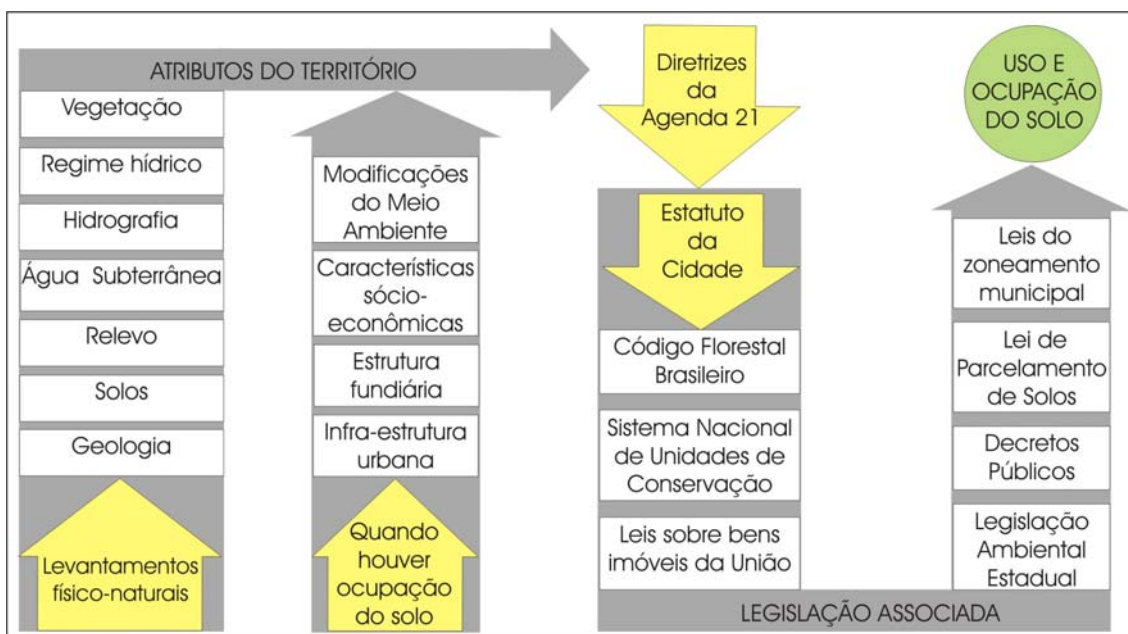 ATRIBUTOS DO TERRITÓRIO
Vegetação
Regime hídrico
Hidrografia
Água Subterrânea
Relevo
Solos
Geologia
Levantamentos
físico-naturais
Modificações
do Meio
Ambiente
Características
sócio-
econômicas
Estrutura
fundiária
Infra-estrutura
urbana
Quando
houver
ocupação
do solo
Diretrizes
da
Agenda 21
Estatuto
da
Cidade
Código Florestal
Brasileiro
Sistema Nacional
de Unidades de
Conservação
Leis sobre bens
imóveis da União
LEGISLAÇÃO ASSOCIADA
USO E
OCUPAÇÃO
DO SOLO
Leis do
zoneamento
municipal
Lei de
Parcelamento
de Solos
Decretos
Públicos
Legislação
Ambiental
Estadual